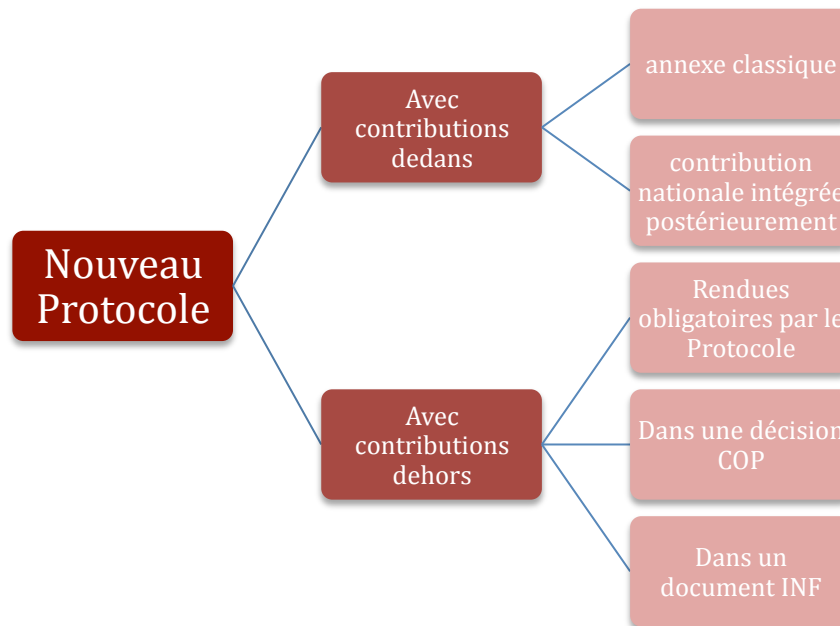 Nouveau
Protocole
Avec
contributions
dedans
annexe classique
contribution
nationale intégrée
postérieurement
Avec
contributions
dehors
Rendues
obligatoires par le
Protocole
Dans une décision
COP
Dans un
document INF